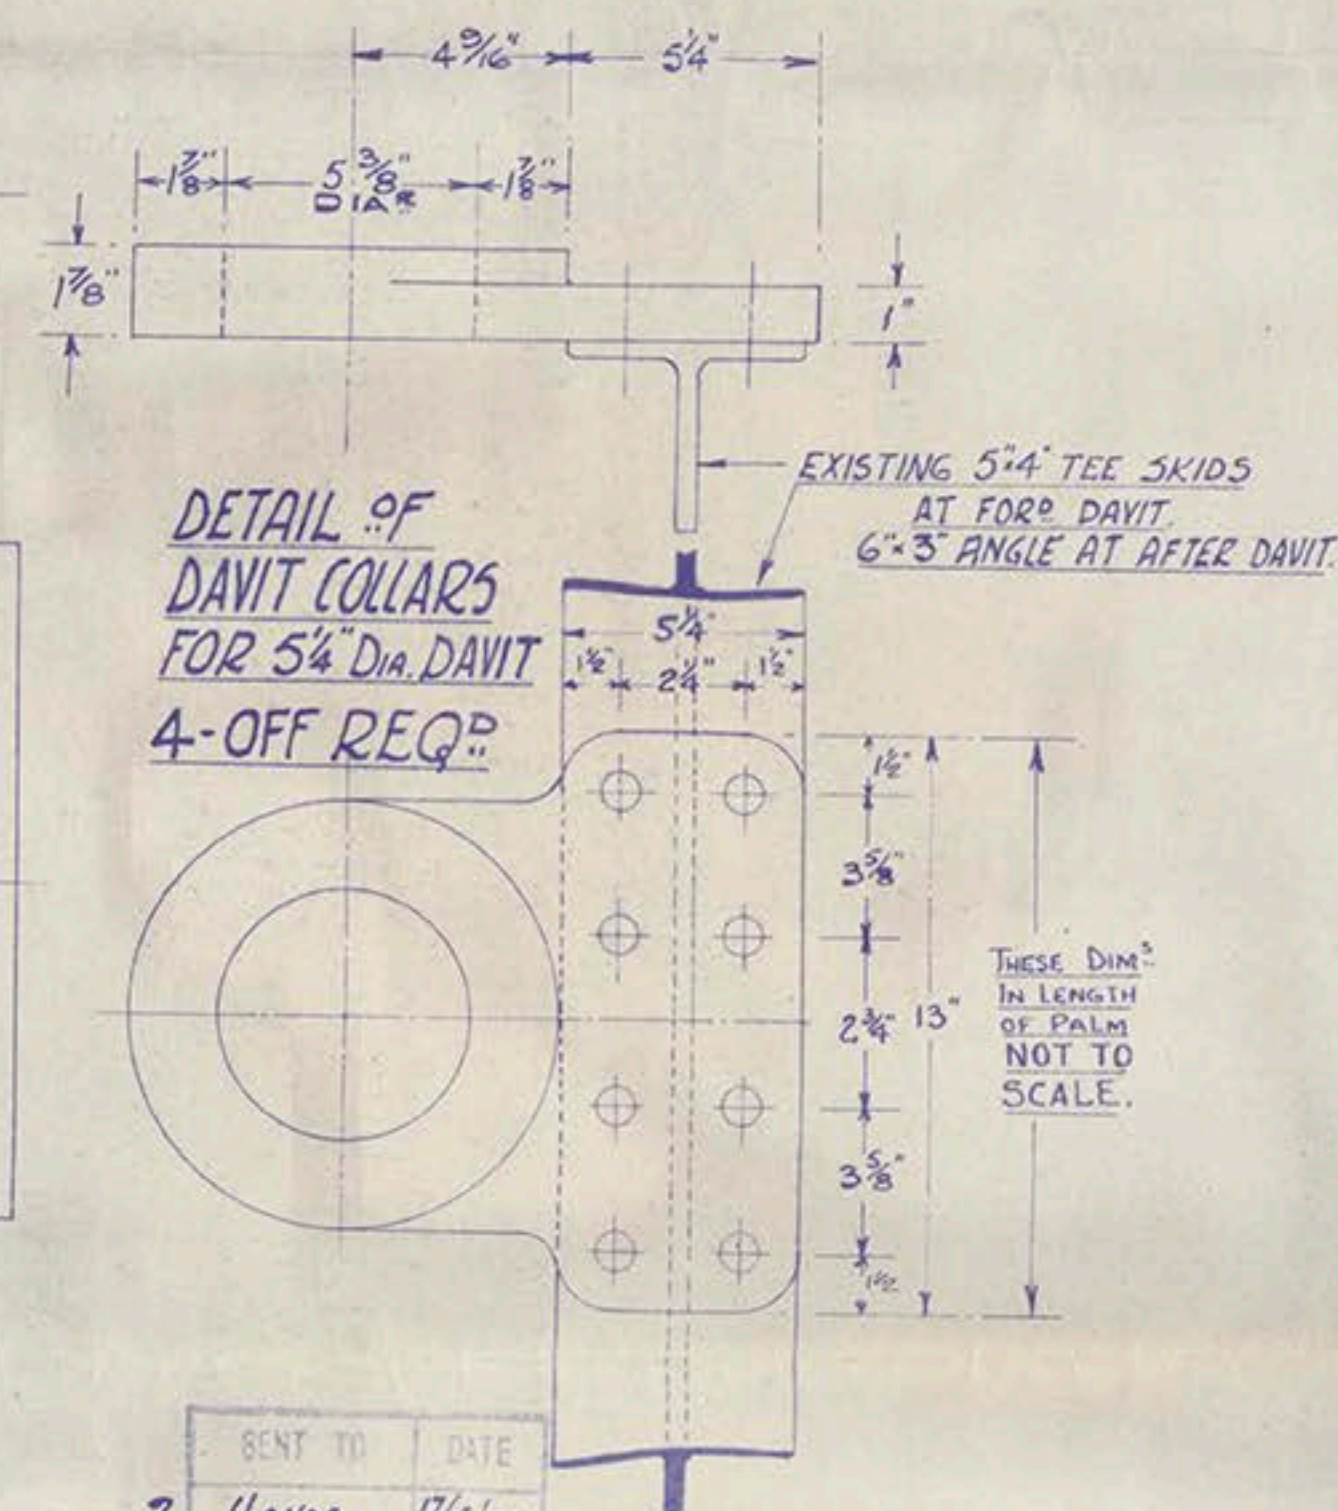 4 9/16" 5 1/4"
1 7/8" 5 3/8" 1 7/8"
DIAR
1 7/8"
1"
EXISTING 5"×4" TEE SKIDS
AT FORD DAVIT.
6"×3" ANGLE AT AFTER DAVIT.
DETAIL OF
DAVIT COLLARS
FOR 5 1/4" DIA. DAVIT
4-OFF REQD
5 1/4"
1 1/2" 2 1/4" 1 1/2"
1 1/2"
3 5/8"
2 3/4" 13"
3 5/8"
1 1/2
THESE DIMS
IN LENGTH
OF PALM
NOT TO
SCALE.
SENT TO DATE